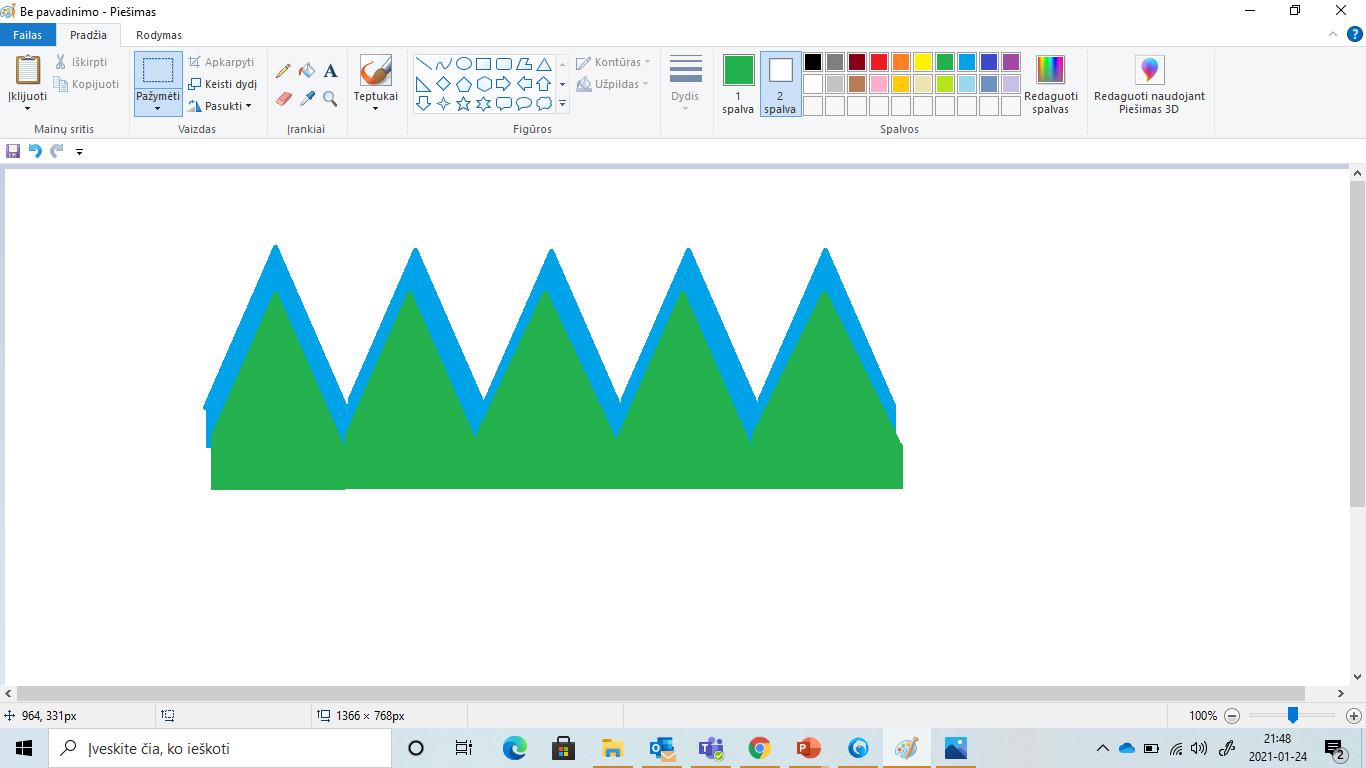 Be pavadinimo - Piešimas
Failas Pradžia Rodymas
Įklijuoti
Iškirpti
Kopijuoti
Mainų sritis
Pažymėti
Apkarpyti
Keisti dydį
Pasukti
Vaizdas
A
Įrankiai
Teptukai
Kontūras
Užpildas
Figūros
Dydis
1
spalva
2
spalva
Redaguoti
spalvas
Spalvos
Redaguoti naudojant
Piešimas 3D
964, 331px
1366 × 768px
100%
Įveskite čia, ko ieškoti
21:48
2021-01-24
2